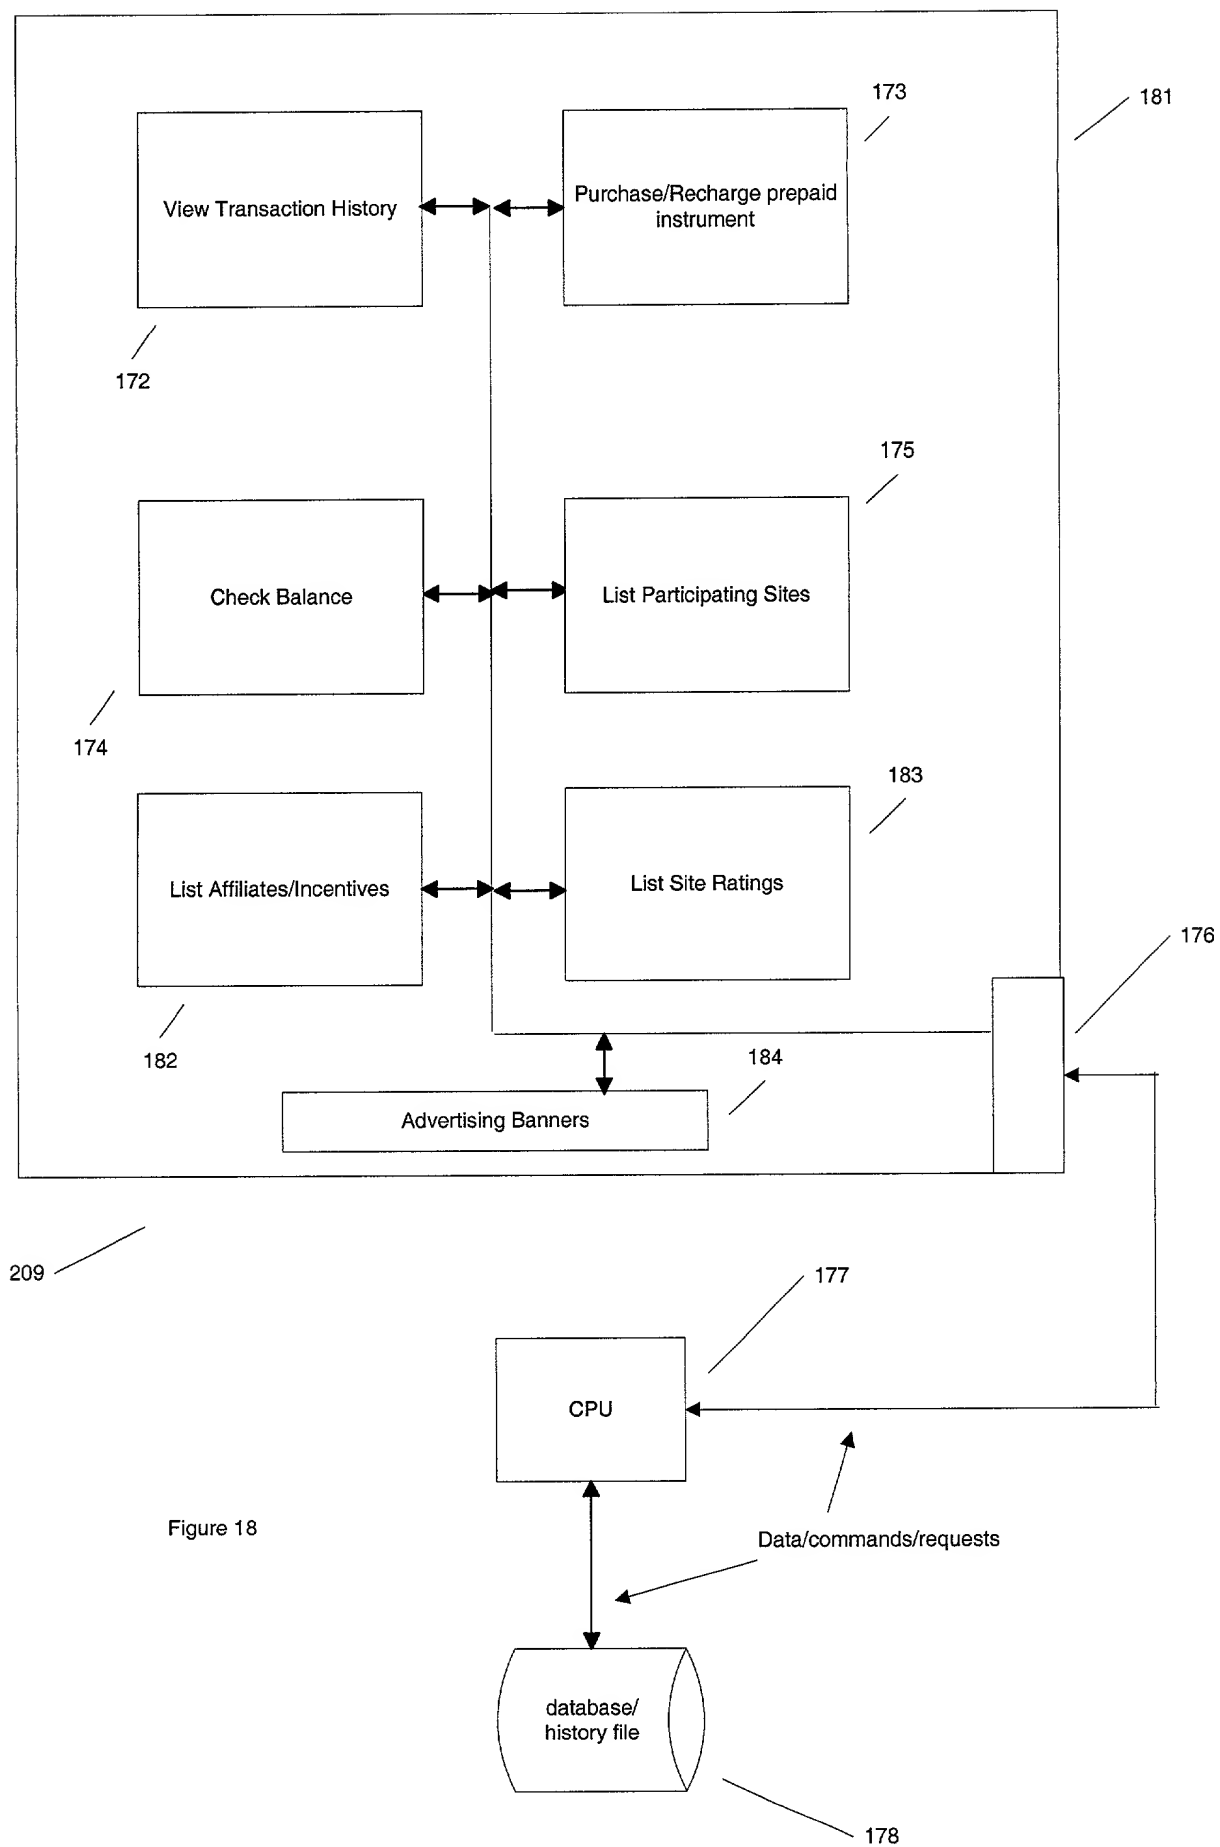 173
181
View Transaction History
Purchase/Recharge prepaid
instrument
172
175
Check Balance
List Participating Sites
174
183
List Affiliates/Incentives
List Site Ratings
176
182
184
Advertising Banners
209
177
CPU
Figure 18
Data/commands/requests
database/
history file
178